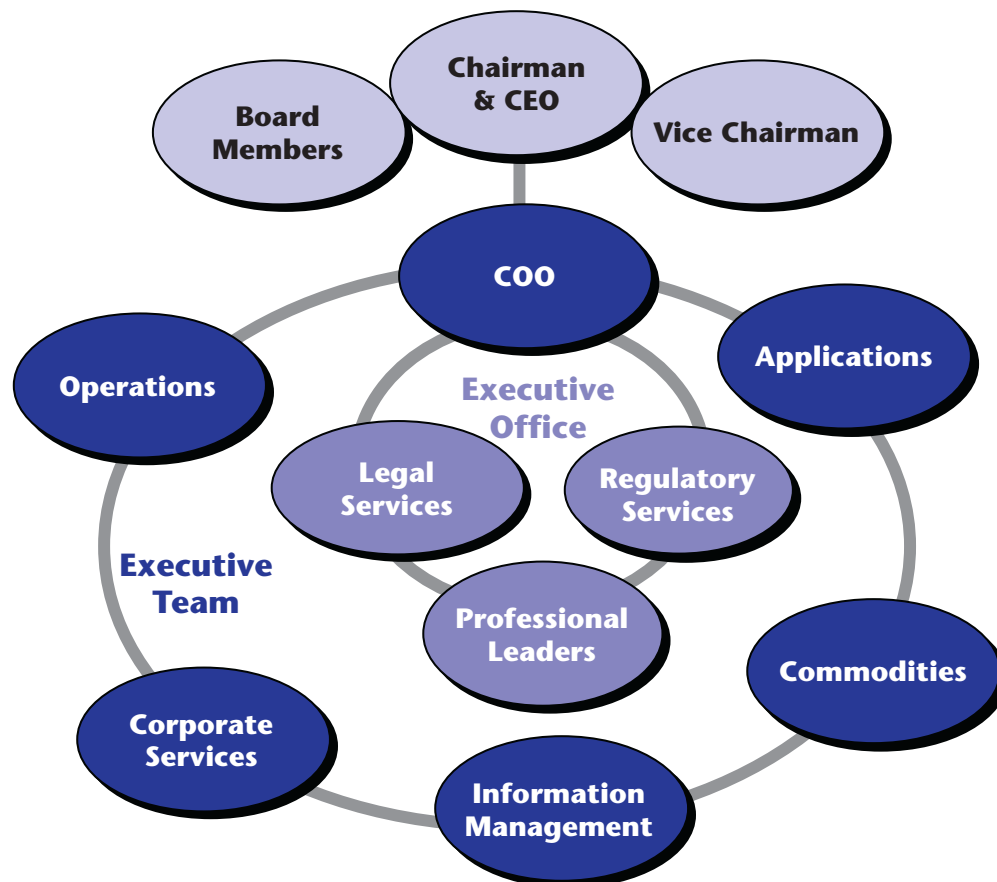 Chairman
& CEO
Board
Members
Vice Chairman
COO
Operations
Applications
Executive
Office
Legal
Services
Regulatory
Services
Executive
Team
Professional
Leaders
Commodities
Corporate
Services
Information
Management